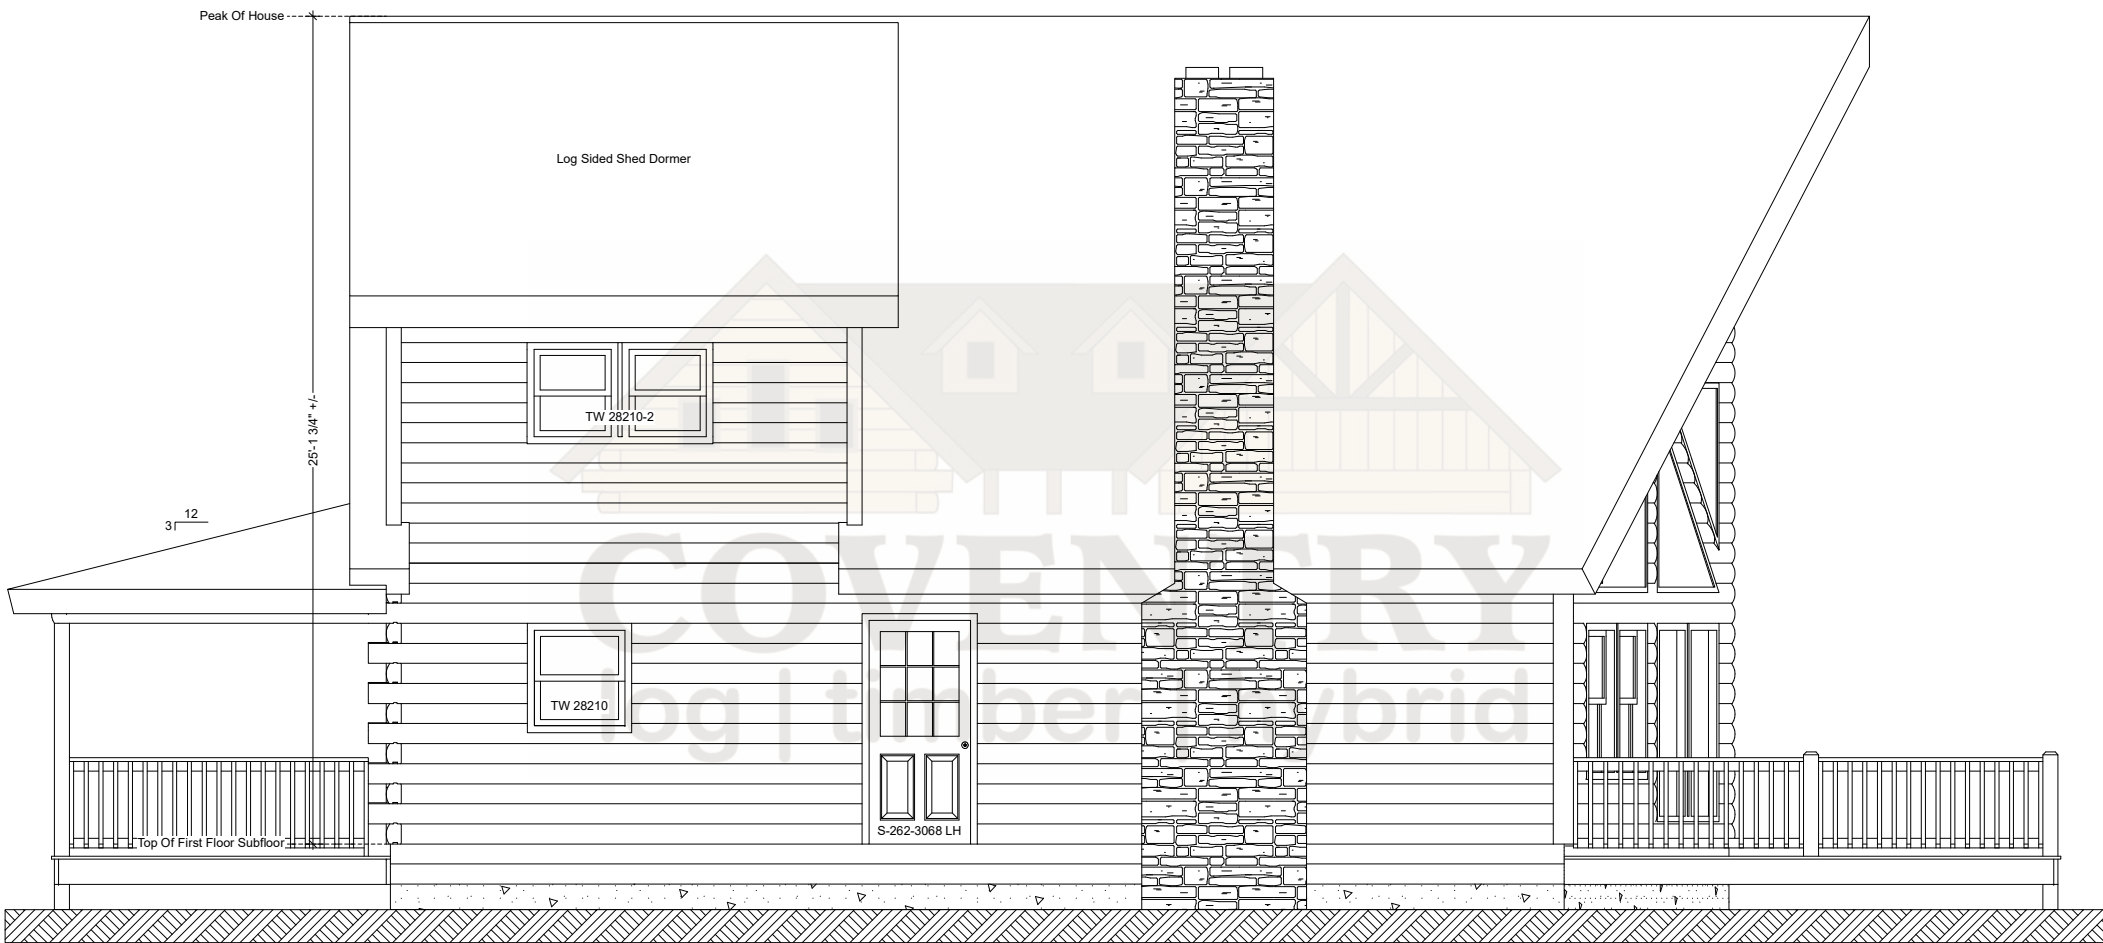 Peak Of House
Log Sided Shed Dormer
25'-1 3/4" +/-
TW 28210-2
12
3
COVENTRY
log | timber hybrid
TW 28210
S-262-3068 LH
Top Of First Floor Subfloor